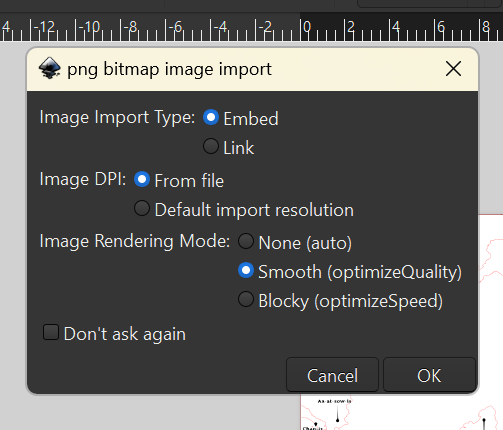 4 -12 -10 -8 -6 -4 -2 0 2 4 6 8
png bitmap image import
Image Import Type: Embed
Link
Image DPI: From file
Default import resolution
Image Rendering Mode: None (auto)
Smooth (optimizeQuality)
Blocky (optimizeSpeed)
Don't ask again
Cancel OK